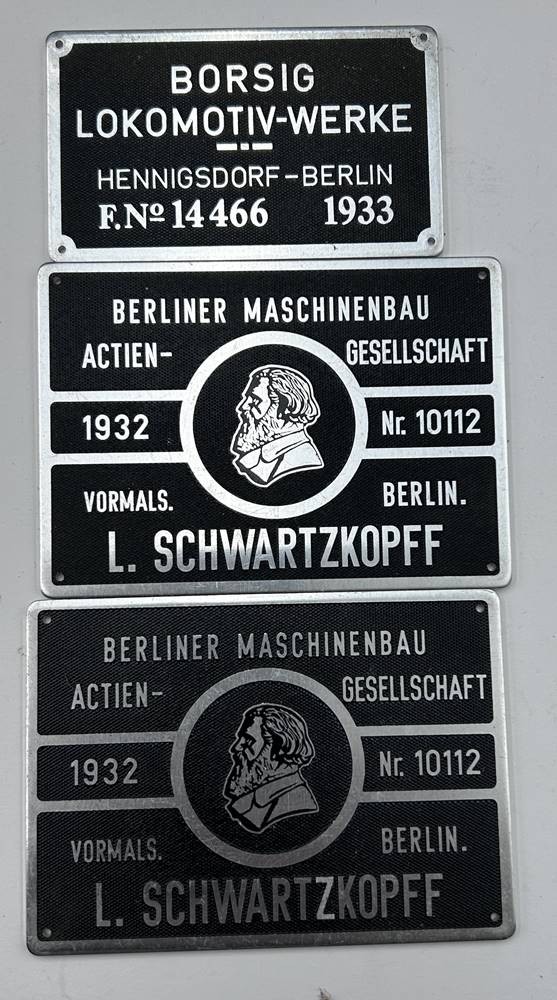 BORSIG
LOKOMOTIV-WERKE
HENNIGSDORF-BERLIN
F.Nº 14466 1933
BERLINER MASCHINENBAU
ACTIEN- GESELLSCHAFT
1932 Nr. 10112
VORMALS. BERLIN.
L. SCHWARTZKOPFF
BERLINER MASCHINENBAU
ACTIEN- GESELLSCHAFT
1932 Nr. 10112
VORMALS. BERLIN.
L. SCHWARTZKOPFF